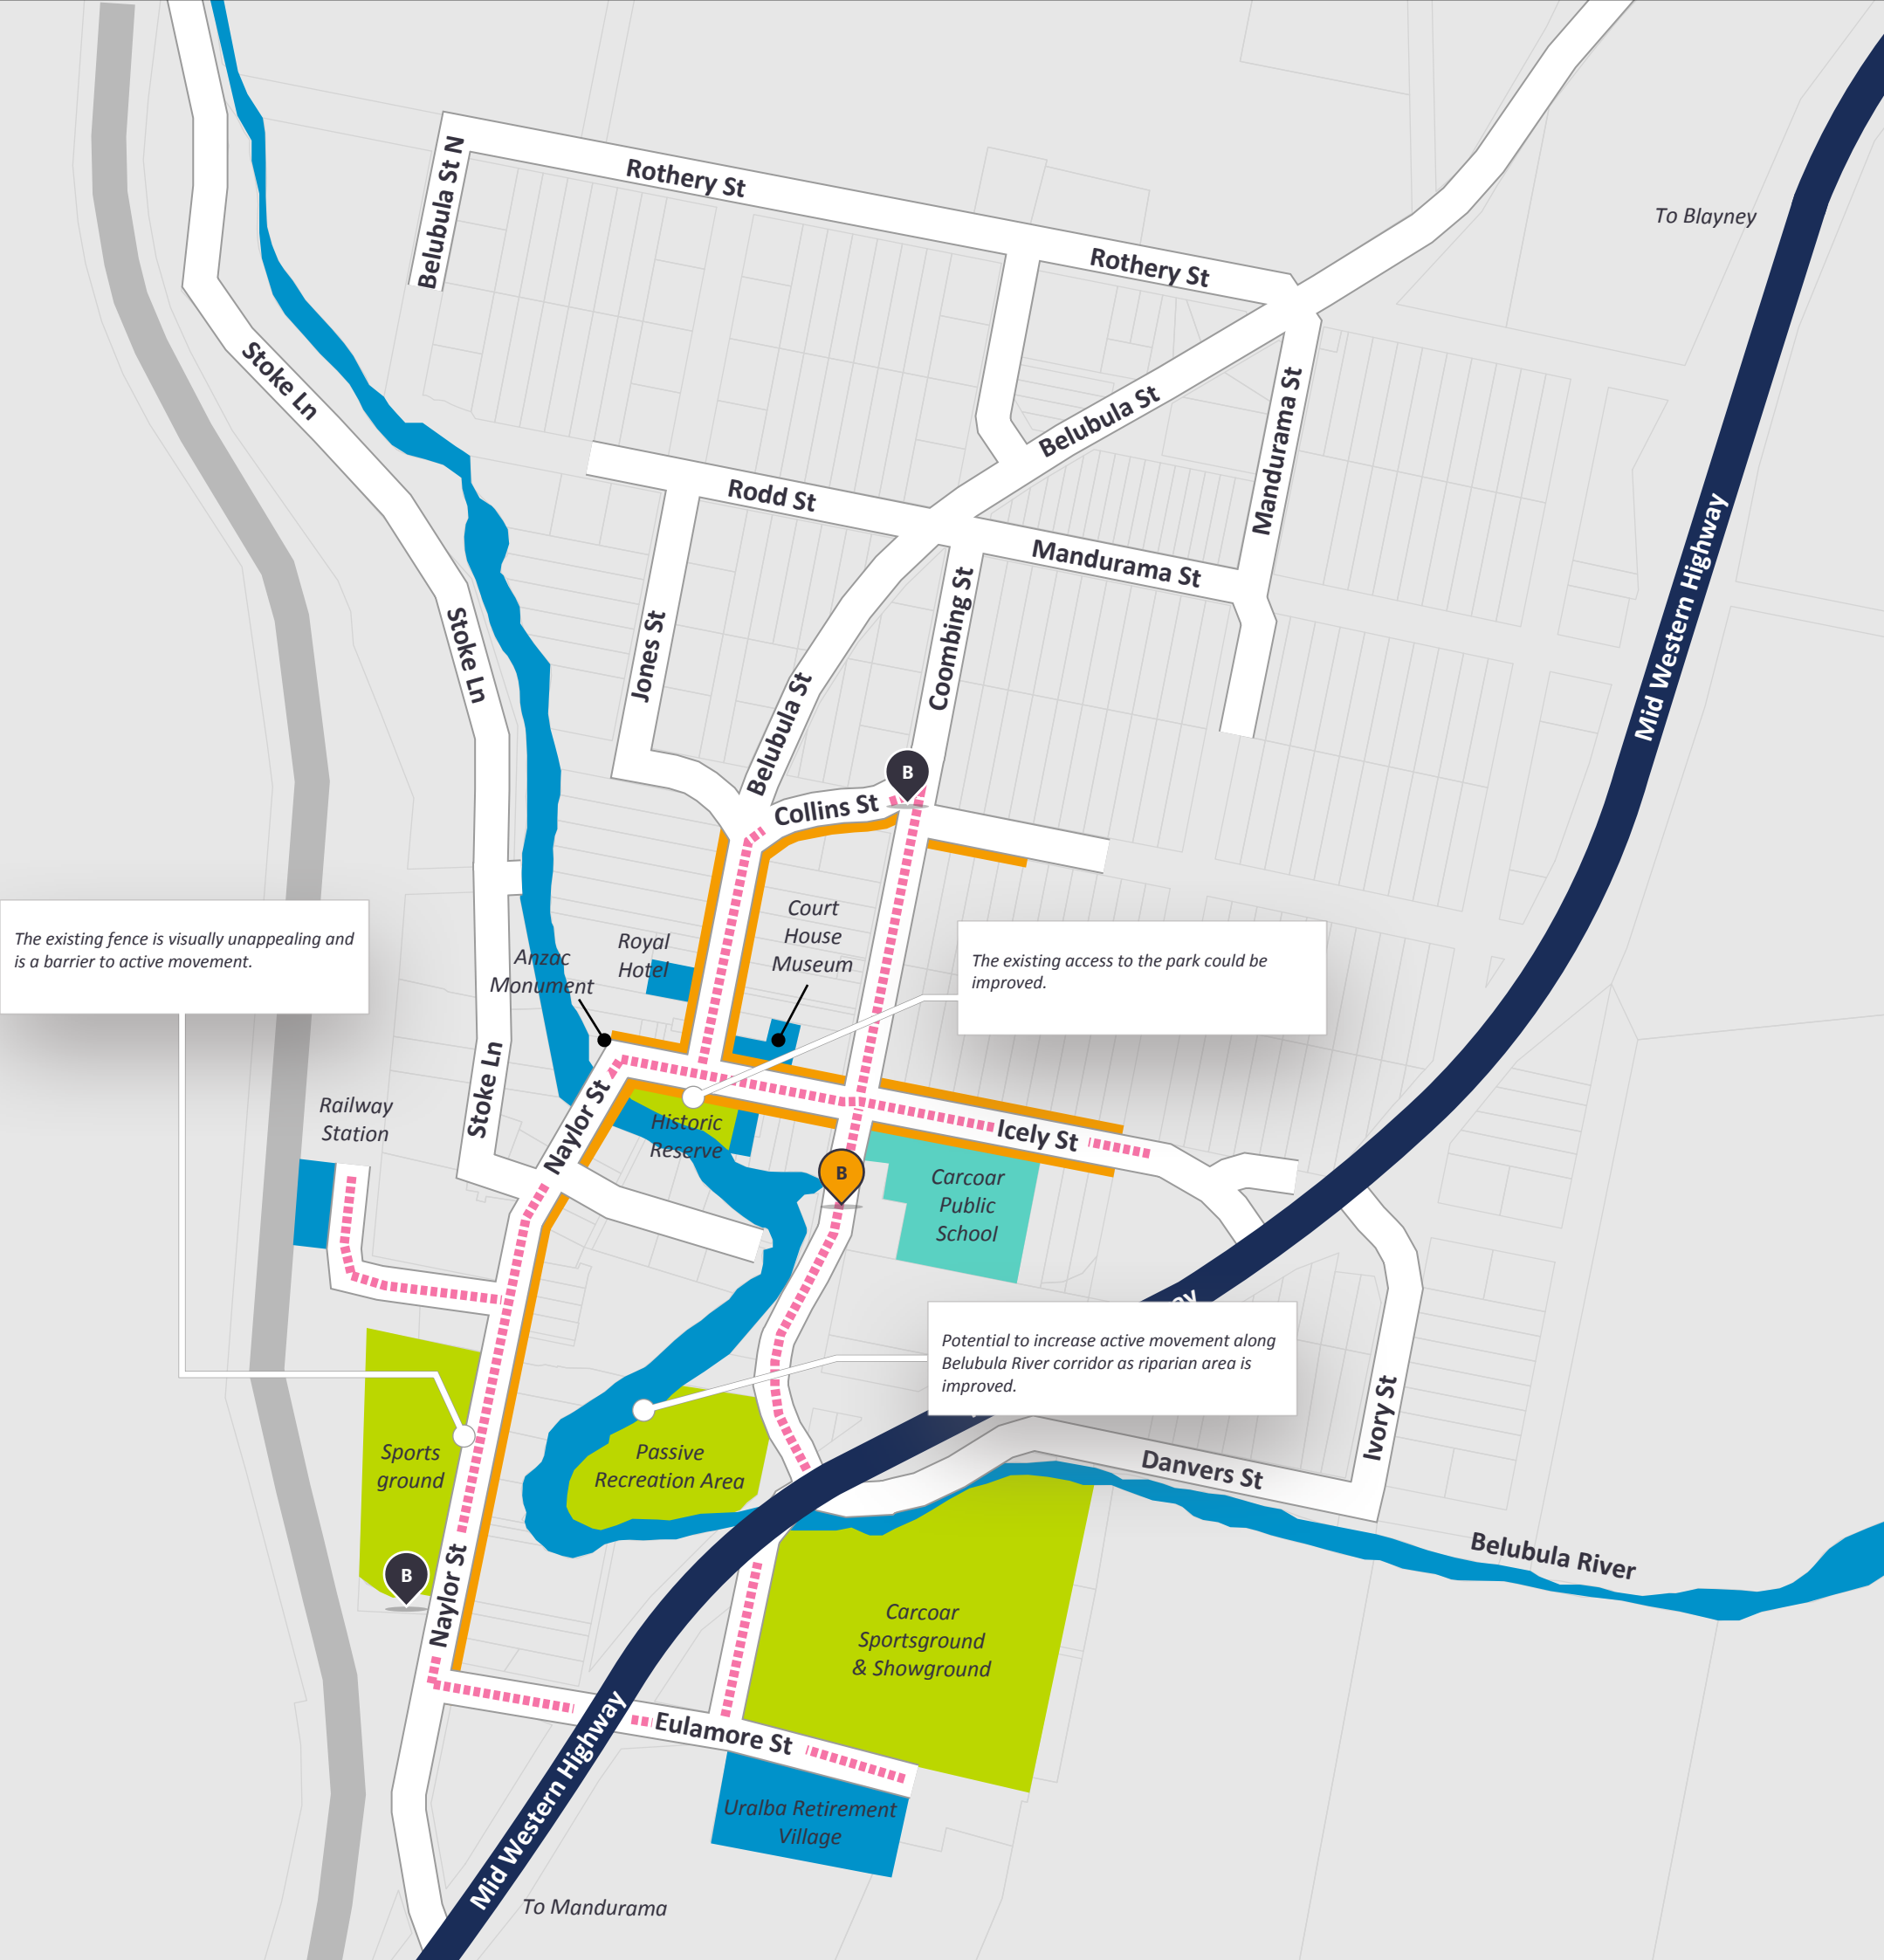 Belubula St N
Rothery St
Rothery St
To Blayney
Stoke Ln
Belubula St
Mandurama St
Rodd St
Mandurama St
Mid Western Highway
Stoke Ln
Jones St
Coombing St
Belubula St
B
Collins St
The existing fence is visually unappealing and
is a barrier to active movement.
Court
House
Museum
Royal
Hotel
Anzac
Monument
The existing access to the park could be
improved.
Stoke Ln
Railway
Station
Naylor St
Historic
Reserve
Icely St
B
Carcoar
Public
School
Potential to increase active movement along
Belubula River corridor as riparian area is
improved.
Ivory St
Sports
ground
Passive
Recreation Area
Danvers St
Belubula River
B
Naylor St
Carcoar
Sportsground
& Showground
Eulamore St
Mid Western Highway
Uralba Retirement
Village
To Mandurama